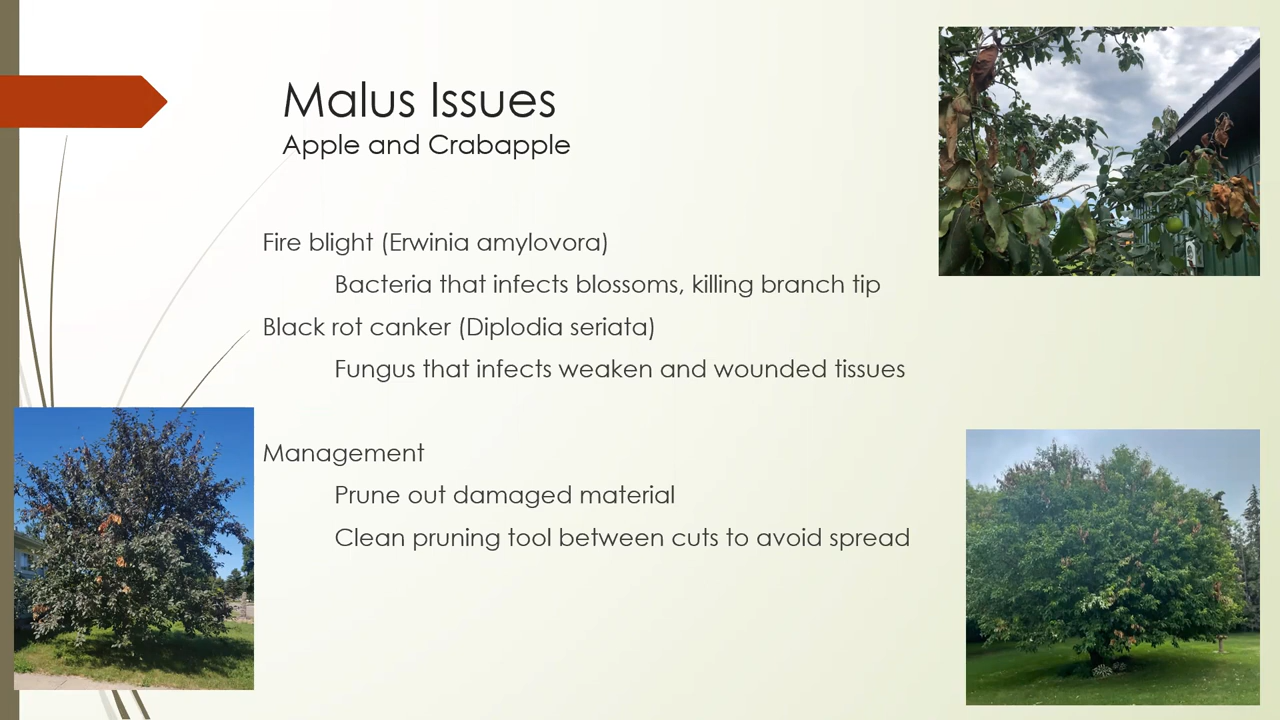 Malus Issues
Apple and Crabapple
Fire blight (Erwinia amylovora)
Bacteria that infects blossoms, killing branch tip
Black rot canker (Diplodia seriata)
Fungus that infects weaken and wounded tissues
Management
Prune out damaged material
Clean pruning tool between cuts to avoid spread